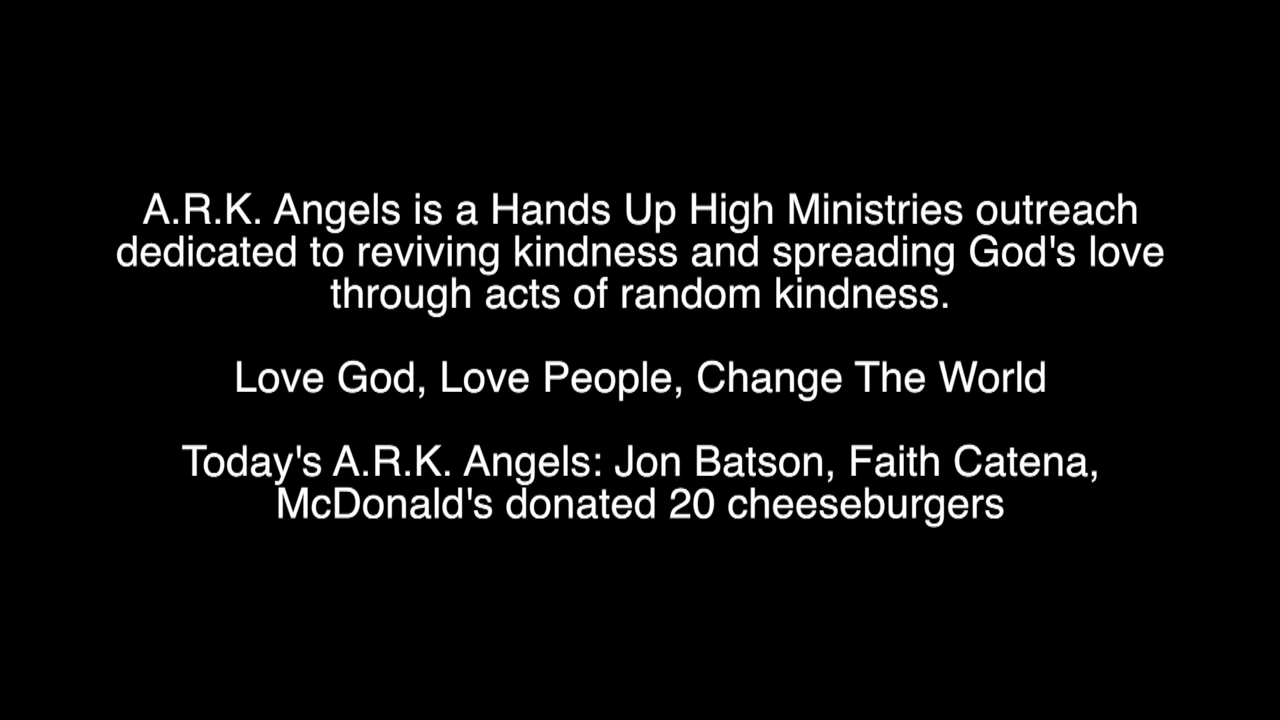 A.R.K. Angels is a Hands Up High Ministries outreach
dedicated to reviving kindness and spreading God's love
through acts of random kindness.
Love God, Love People, Change The World
Today's A.R.K. Angels: Jon Batson, Faith Catena,
McDonald's donated 20 cheeseburgers